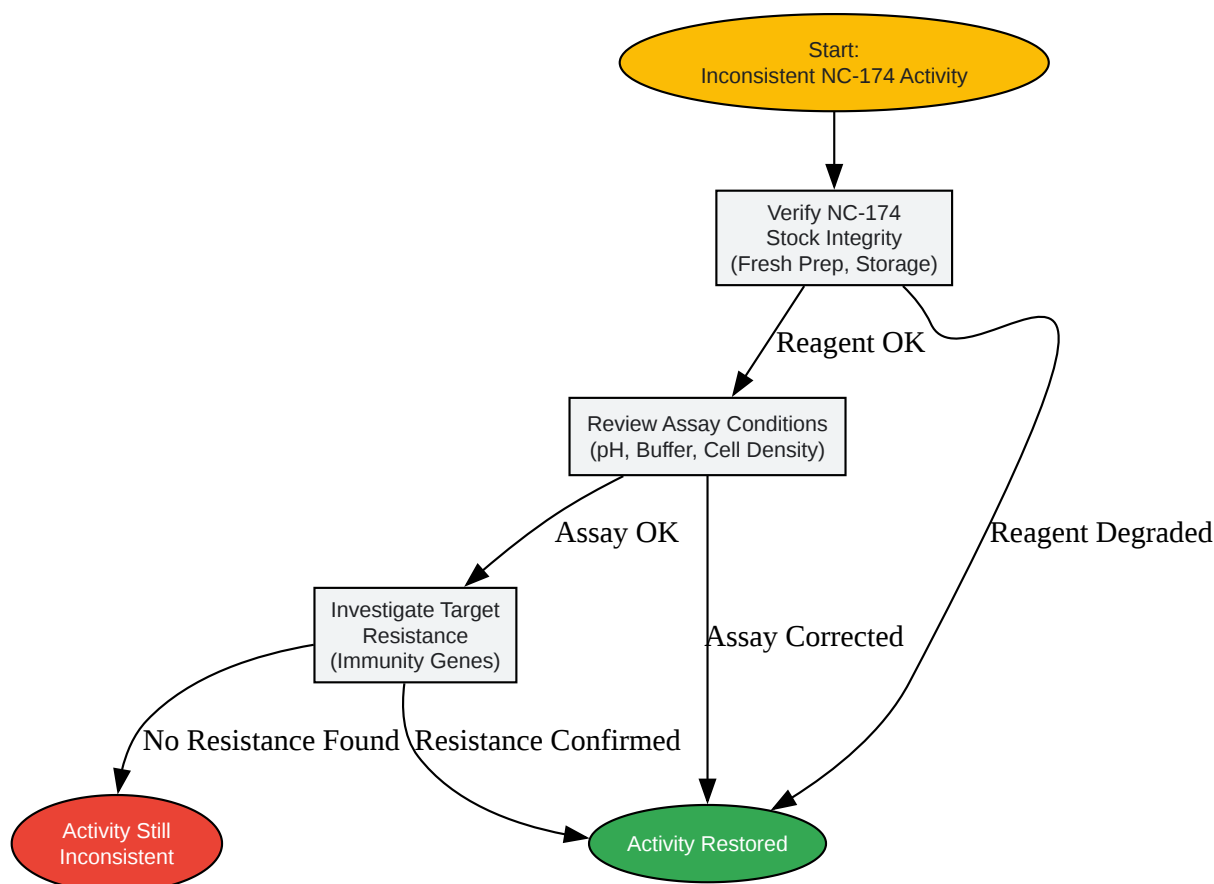 Start:
Inconsistent NC-174 Activity
Verify NC-174
Stock Integrity
(Fresh Prep, Storage)
Reagent OK
Review Assay Conditions
(pH, Buffer, Cell Density)
Assay OK
Reagent Degraded
Investigate Target
Resistance
(Immunity Genes)
Assay Corrected
No Resistance Found
Resistance Confirmed
Activity Still
Inconsistent
Activity Restored